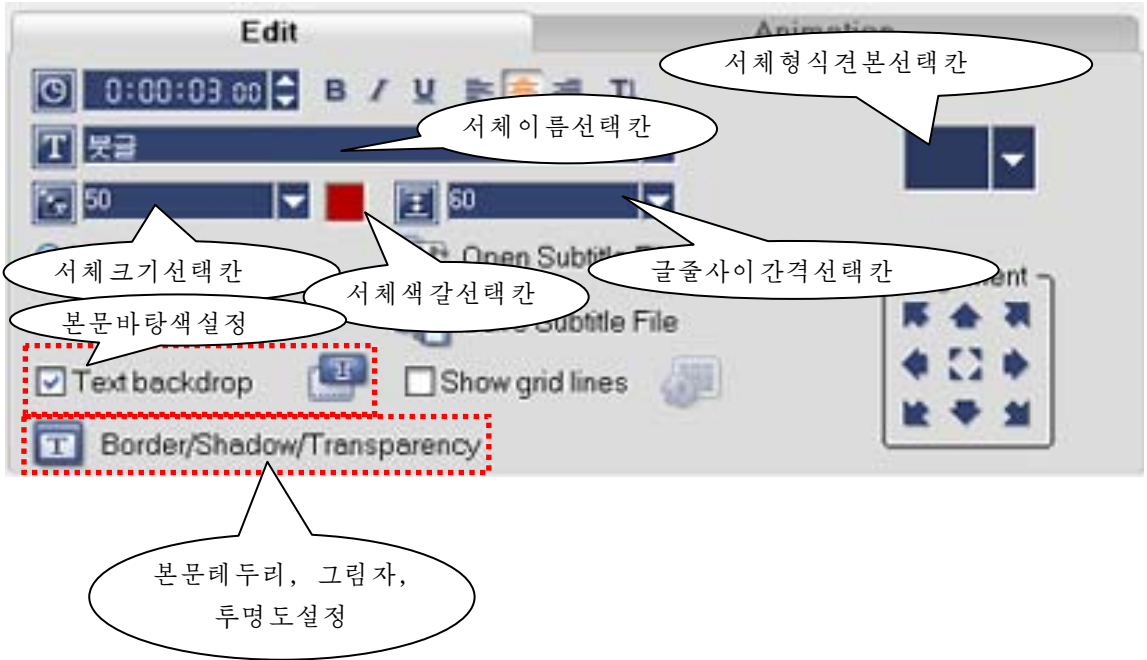 Edit
Animation
서체형식견본선택칸
0:00:03 00
B I U
서체이름선택칸
T 붓글
50
60
Open Subtitle
서체크기선택칸
서체색갈선택칸
글줄사이간격선택칸
본문바탕색설정
Subtitle File
Text backdrop
Show grid lines
T Border/Shadow/Transparency
본문테두리, 그림자,
투명도설정